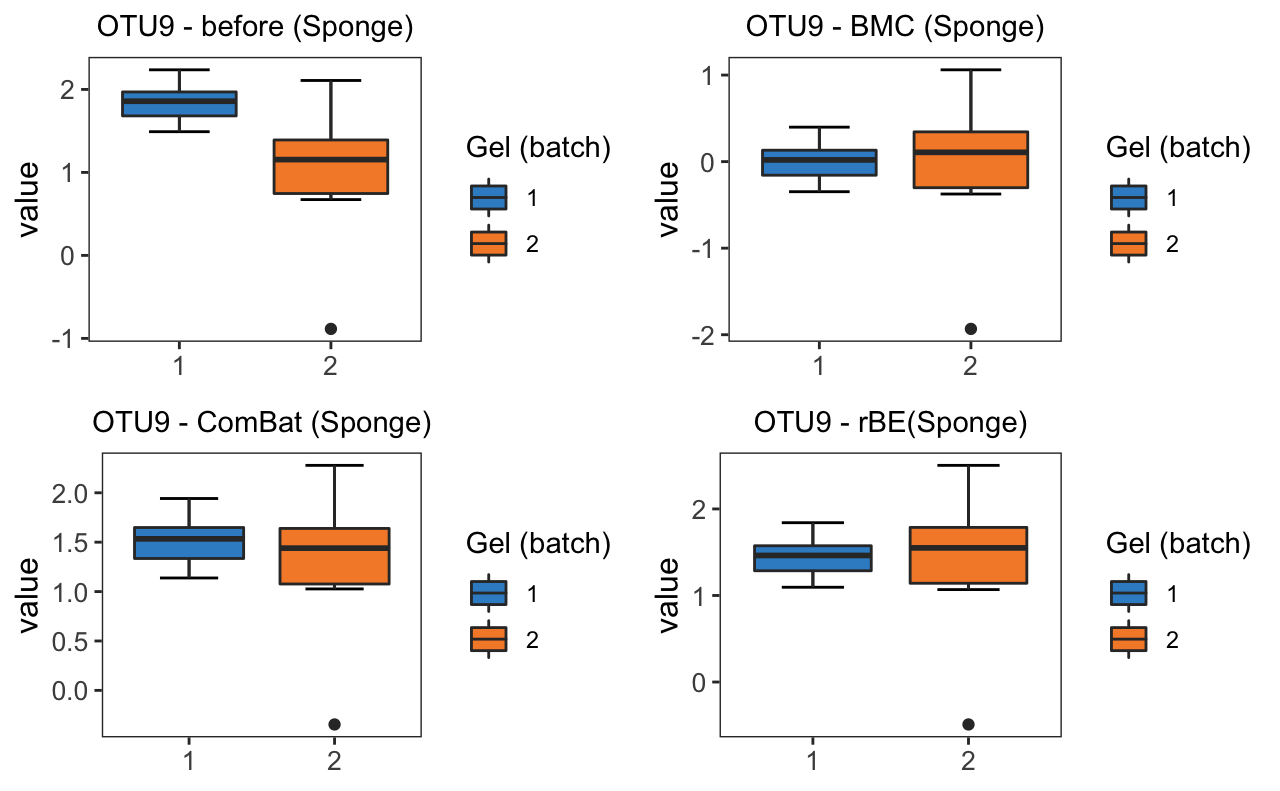 OTU9 - before (Sponge)
value
2
1
0
-1
1
2
Gel (batch)
1
2
OTU9 - BMC (Sponge)
value
1
0
-1
-2
1
2
Gel (batch)
1
2
OTU9 - ComBat (Sponge)
value
2.0
1.5
1.0
0.5
0.0
1
2
Gel (batch)
1
2
OTU9 - rBE(Sponge)
value
2
1
0
1
2
Gel (batch)
1
2